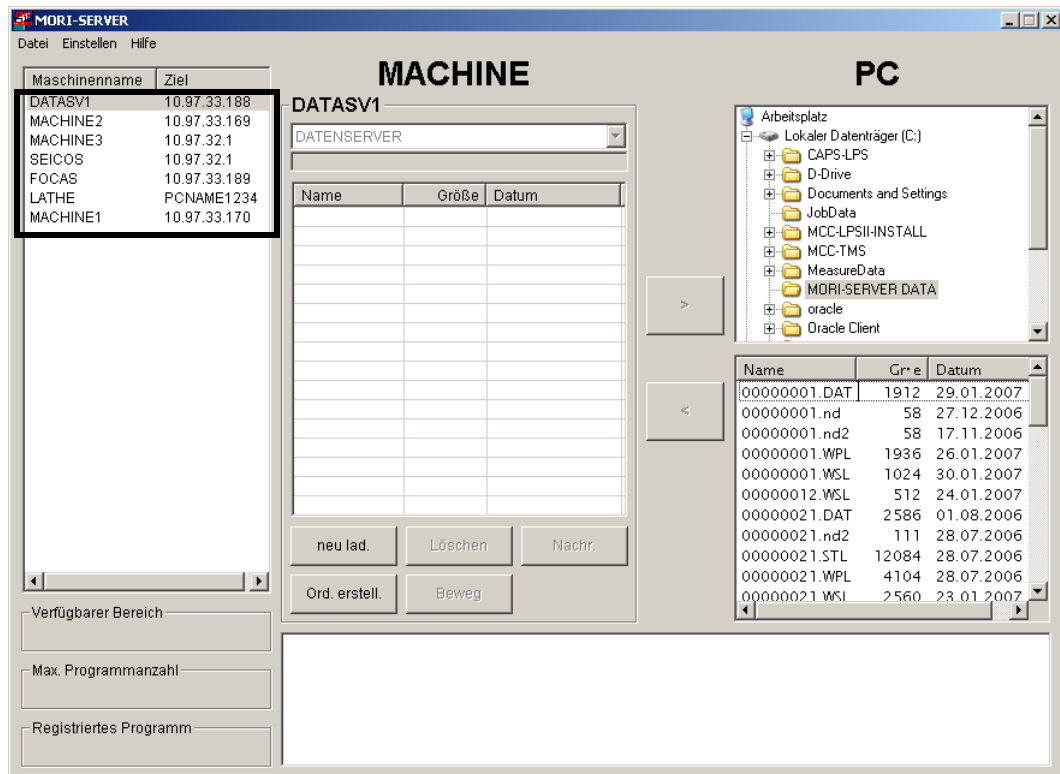 MORI-SERVER
Datei Einstellen Hilfe
Maschinenname Ziel
DATASV1 10.97.33.188
MACHINE2 10.97.33.169
MACHINE3 10.97.32.1
SEICOS 10.97.32.1
FOCAS 10.97.33.189
LATHE PCNAME1234
MACHINE1 10.97.33.170
Verfügbarer Bereich
Max. Programmanzahl
Registriertes Programm
MACHINE
DATASV1
DATENSERVER
Name Größe Datum
neu lad. Löschen Nachr.
Ord. erstell. Beweg
>
<
PC
Arbeitsplatz
Lokaler Datenträger (C:)
CAPS-LPS
D-Drive
Documents and Settings
JobData
MCC-LPSII-INSTALL
MCC-TMS
MeasureData
MORI-SERVER DATA
oracle
Oracle Client
Name Gr·e Datum
00000001.DAT 1912 29.01.2007
00000001.nd 58 27.12.2006
00000001.nd2 58 17.11.2006
00000001.WPL 1936 26.01.2007
00000001.WSL 1024 30.01.2007
00000012.WSL 512 24.01.2007
00000021.DAT 2586 01.08.2006
00000021.nd2 111 28.07.2006
00000021.STL 12084 28.07.2006
00000021.WPL 4104 28.07.2006
00000021.WSL 2560 23.01.2007